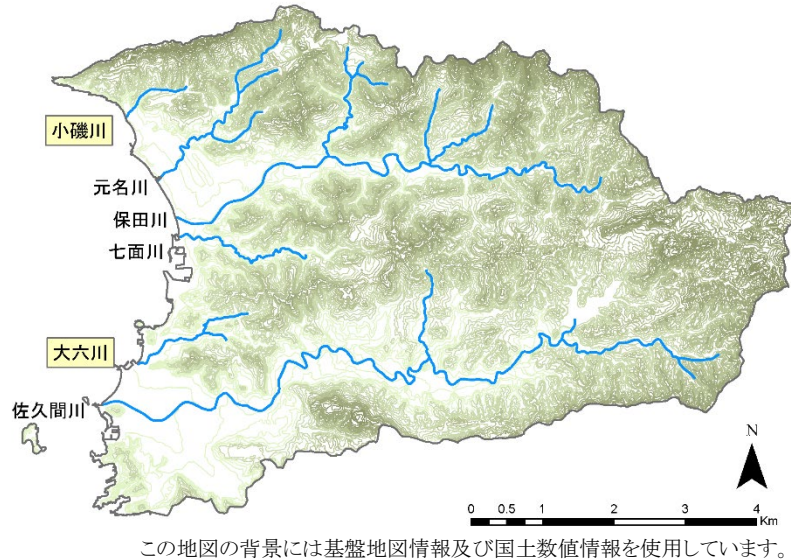 小磯川
元名川
保田川
七面川
大六川
佐久間川
N
0 0.5 1 2 3 4
Km
この地図の背景には基盤地図情報及び国土数値情報を使用しています。